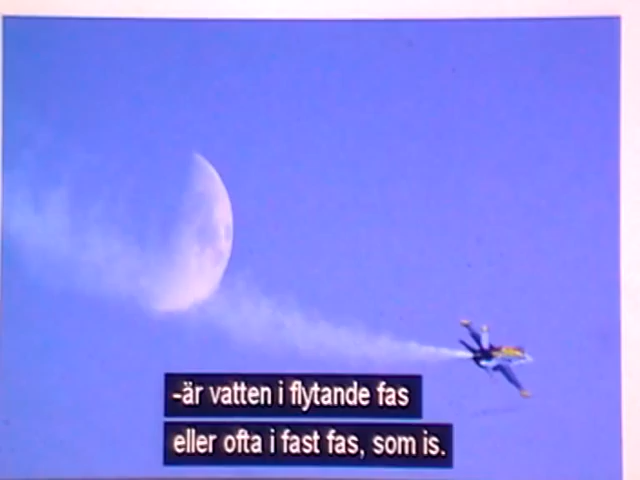 -är vatten i flytande fas
eller ofta i fast fas, som is.